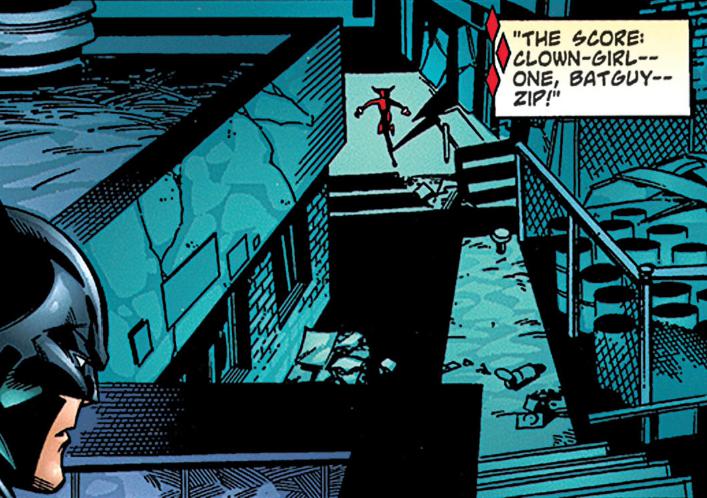 "THE SCORE:
CLOWN-GIRL--
ONE, BATGUY--
ZIP!"